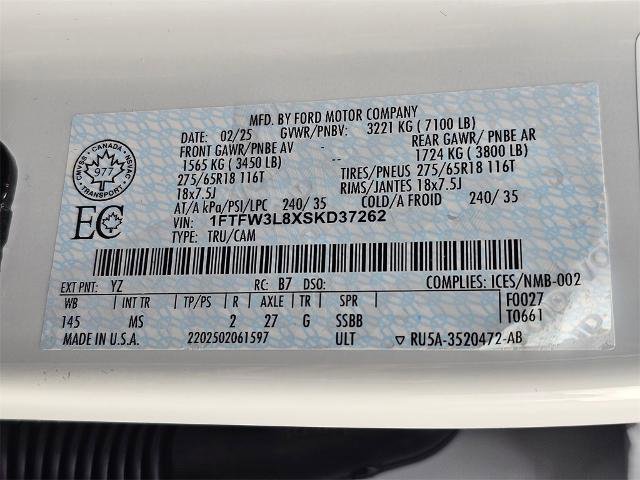 MFD. BY FORD MOTOR COMPANY
02/25 GVWR/PNBV: 3221 KG ( 7100 LB)
FRONT GAWR/ PNBE AV - REAR GAWR/ PNBE AR
1565 KG ( 3450 LB) -- 1724 KG ( 3800 LB)
275/65R18 116T TIRES/PNEUS 275/65R18 116T
18x7.5J RIMS/JANTES 18x7.5J
AT/A kPa/PSI/LPC 240/ 35 COLD/A FROID 240/ 35
VIN: 1FTFW3L8XSKD37262
TYPE: TRU/CAM
CANADA
CMVSS NSVAC
977
TRANSPORT
EC
EXT PNT: YZ RC: B7 DSO: COMPLIES: ICES/NMB-002
WB INT TR TP/PS R AXLE TR SPR F0027
145 MS 2 27 G SSBB T0661
MADE IN U.S.A. 2202502061597 ULT RU5A-3520472-AB